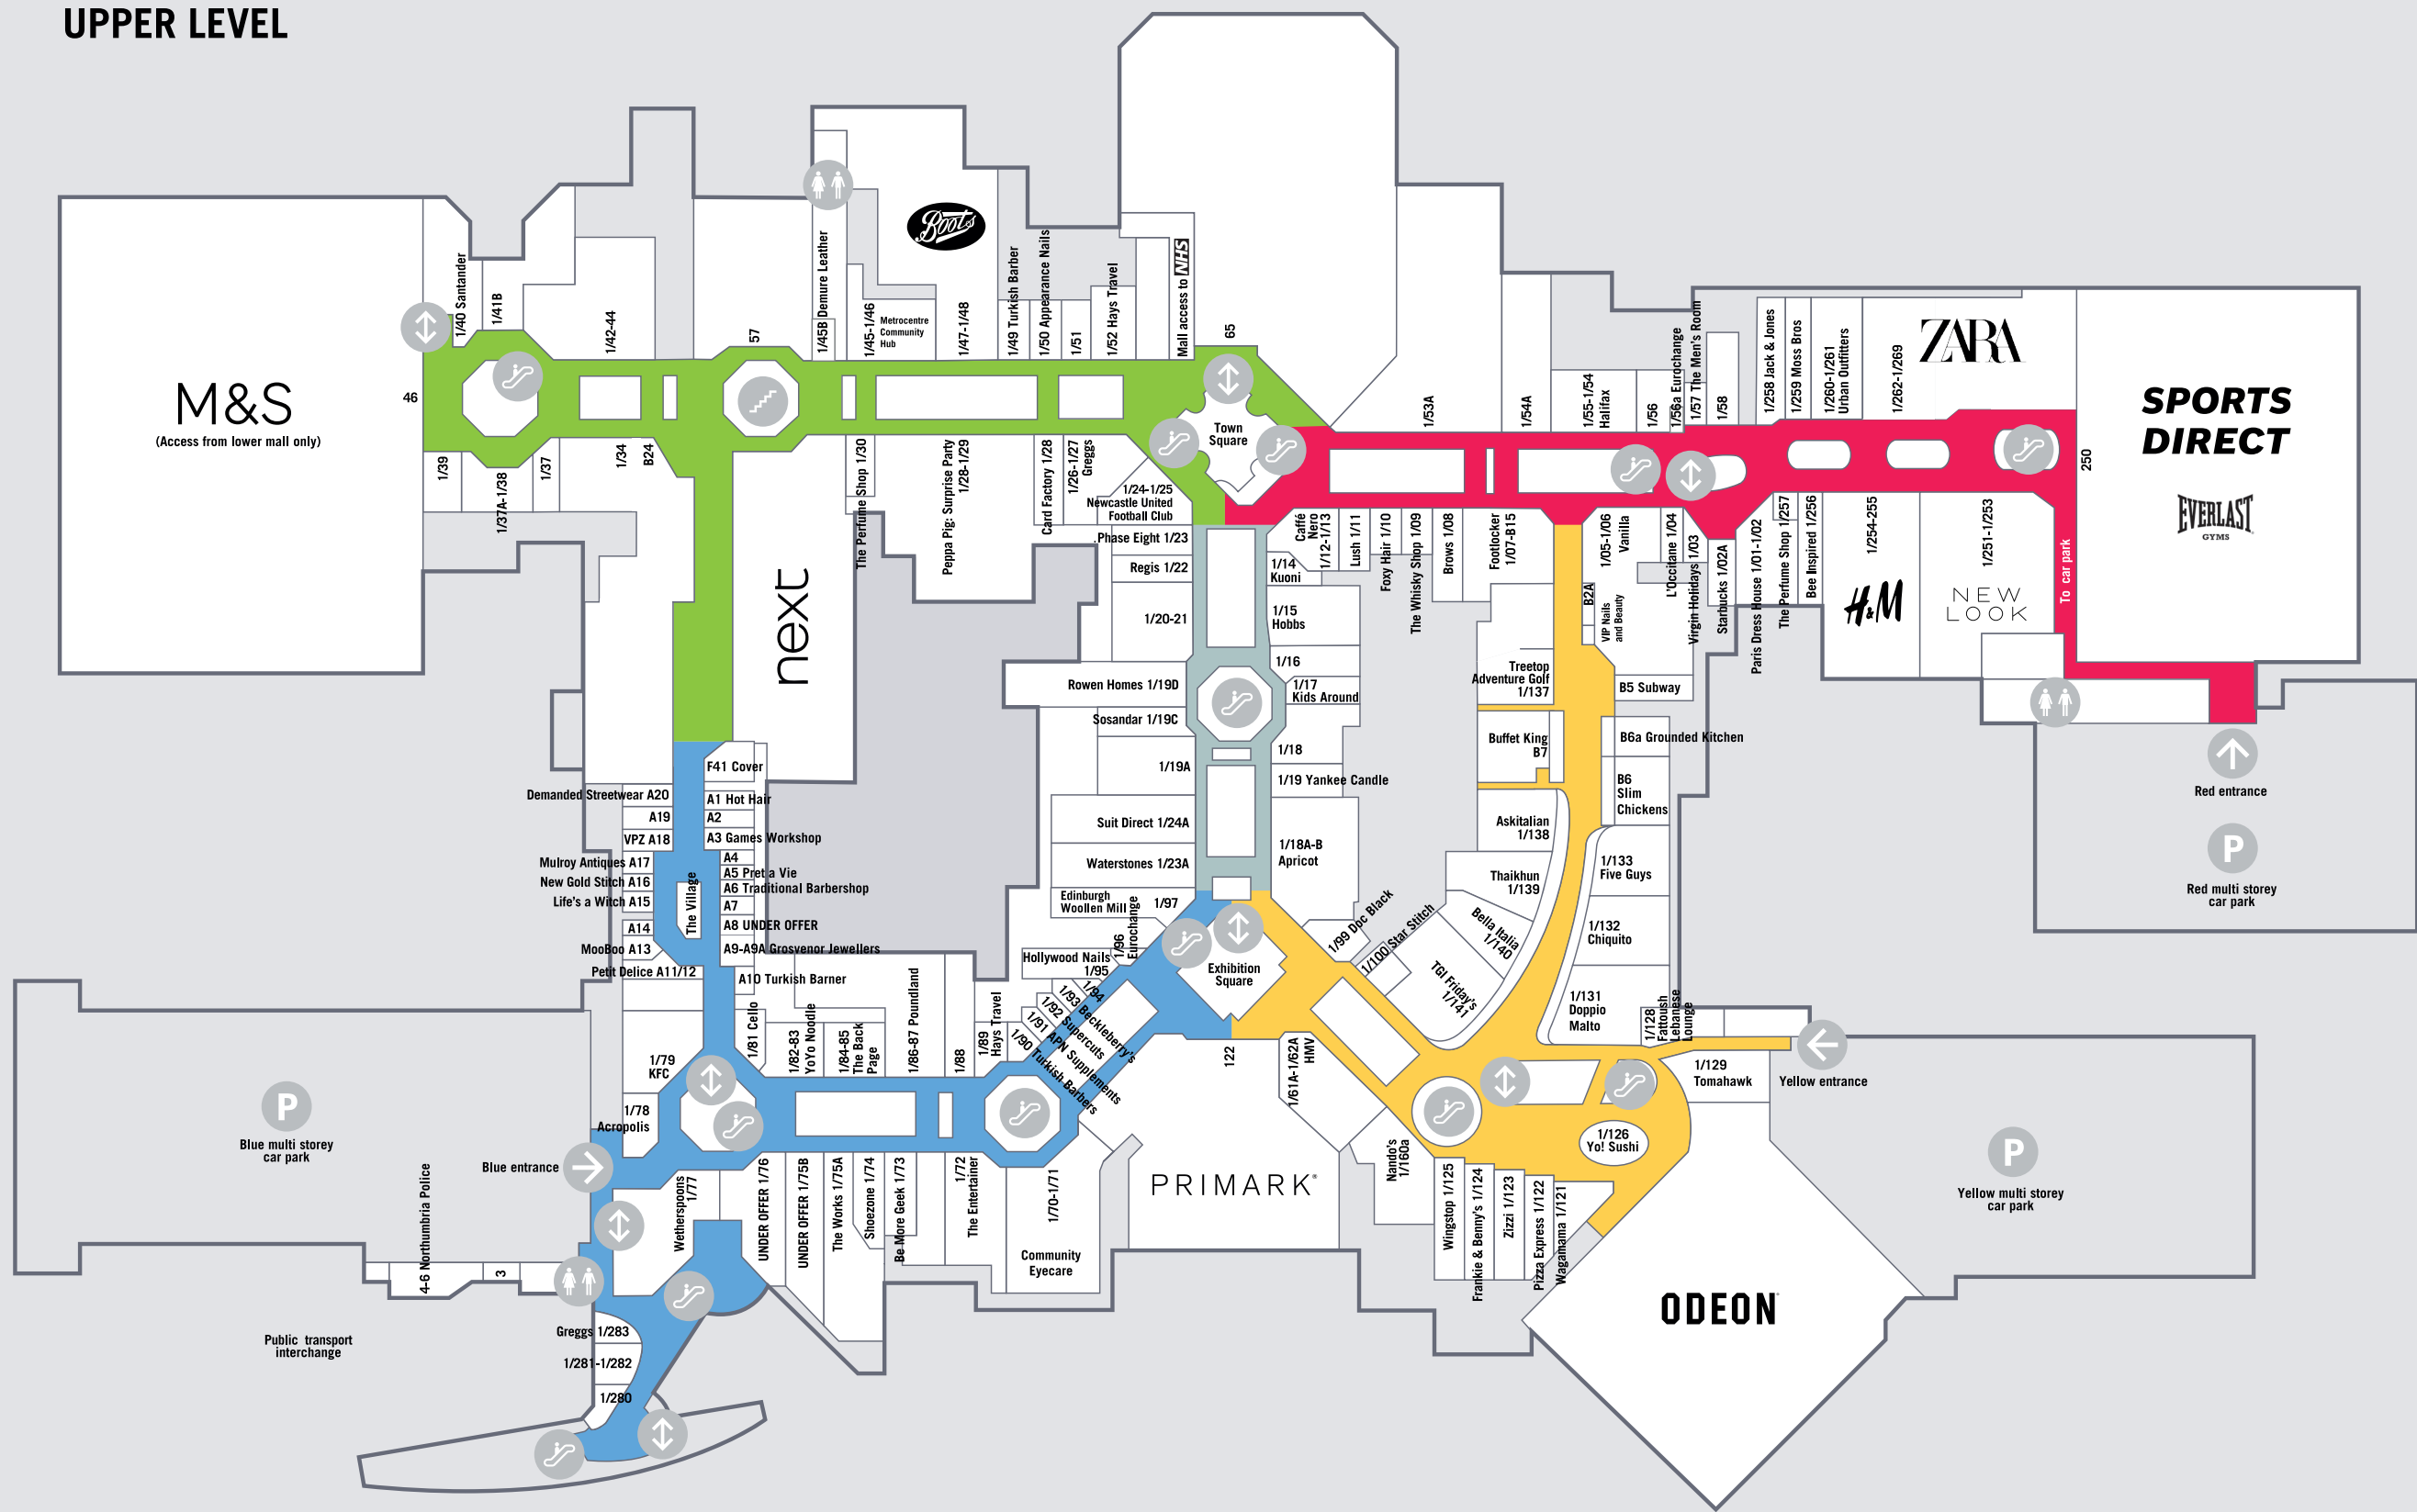 UPPER LEVEL
M&S
(Access from lower mall only)
46
1/40 Santander
1/41B
1/42-44
57
1/45B Demure Leather
1/45-1/46
Metrocentre
Community
Hub
Boots
1/47-1/48
1/49 Turkish Barber
1/50 Appearance Nails
1/51
1/52 Hays Travel
Mall access to NHS
65
Town
Square
1/53A
1/54A
1/55-1/54
Halifax
1/56
1/56a Eurochange
1/57 The Men's Room
1/58
1/258 Jack & Jones
1/259 Moss Bros
1/260-1/261
Urban Outfitters
1/262-1/269
ZARA
250
SPORTS
DIRECT
EVERLAST
GYMS
To car park
1/39
1/37A-1/38
1/37
1/34
B24
next
The Perfume Shop 1/30
Peppa Pig: Surprise Party
1/28-1/29
Card Factory 1/28
1/26-1/27
Greggs
1/24-1/25
Newcastle United
Football Club
.Phase Eight 1/23
Regis 1/22
1/20-21
Rowen Homes 1/19D
Sosandar 1/19C
1/19A
Suit Direct 1/24A
Waterstones 1/23A
Edinburgh
Woollen Mill
1/97
1/96
Eurochange
Hollywood Nails
1/95
1/94
1/93 Beckleberry's
1/92 Supercuts
1/91 APN Supplements
1/90 Turkish Barbers
Caffé
Nero
1/12-1/13
Lush 1/11
Foxy Hair 1/10
The Whisky Shop 1/09
Brows 1/08
Footlocker
1/07-B15
1/14
Kuoni
1/15
Hobbs
1/16
1/17
Kids Around
1/18
1/19 Yankee Candle
1/18A-B
Apricot
1/99 Doc Black
1/100 Star Stitch
1/05-1/06
Vanilla
B2A
VIP Nails
and Beauty
L'Occitane 1/04
Virgin Holidays 1/03
Starbucks 1/02A
Paris Dress House 1/01-1/02
The Perfume Shop 1/257
Bee Inspired 1/256
1/254-255
H&M
1/251-1/253
NEW
LOOK
Treetop
Adventure Golf
1/137
B5 Subway
Buffet King
B7
B6a Grounded Kitchen
B6
Slim
Chickens
Askitalian
1/138
Thaikhun
1/139
Bella Italia
1/140
TGI Friday's
1/141
1/133
Five Guys
1/132
Chiquito
1/131
Doppio
Malto
1/128
Fattoush
Lebanese
Lounge
1/129
Tomahawk
Red entrance
P
Red multi storey
car park
Yellow entrance
P
Yellow multi storey
car park
1/126
Yo! Sushi
ODEON
Exhibition
Square
122
1/61A-1/62A
HMV
PRIMARK
Nando's
1/160a
Wingstop 1/125
Frankie & Benny's 1/124
Zizzi 1/123
Pizza Express 1/122
Wagamama 1/121
F41 Cover
Demanded Streetwear A20
A1 Hot Hair
A19
A2
VPZ A18
A3 Games Workshop
Mulroy Antiques A17
A4
A5 Pret a Vie
New Gold Stitch A16
A6 Traditional Barbershop
Life's a Witch A15
The Village
A7
A14
A8 UNDER OFFER
MooBoo A13
A9-A9A Grosvenor Jewellers
Petit Delice A11/12
A10 Turkish Barner
1/81 Cello
1/82-83
YoYo Noodle
1/84-85
The Back
Page
1/86-87 Poundland
1/88
1/89
Hays Travel
1/79
KFC
1/78
Acropolis
P
Blue multi storey
car park
Blue entrance
Wetherspoons
1/77
UNDER OFFER 1/76
UNDER OFFER 1/75B
The Works 1/75A
Shoezone 1/74
Be More Geek 1/73
1/72
The Entertainer
1/70-1/71
Community
Eyecare
4-6 Northumbria Police
3
Public transport
interchange
Greggs 1/283
1/281-1/282
1/280